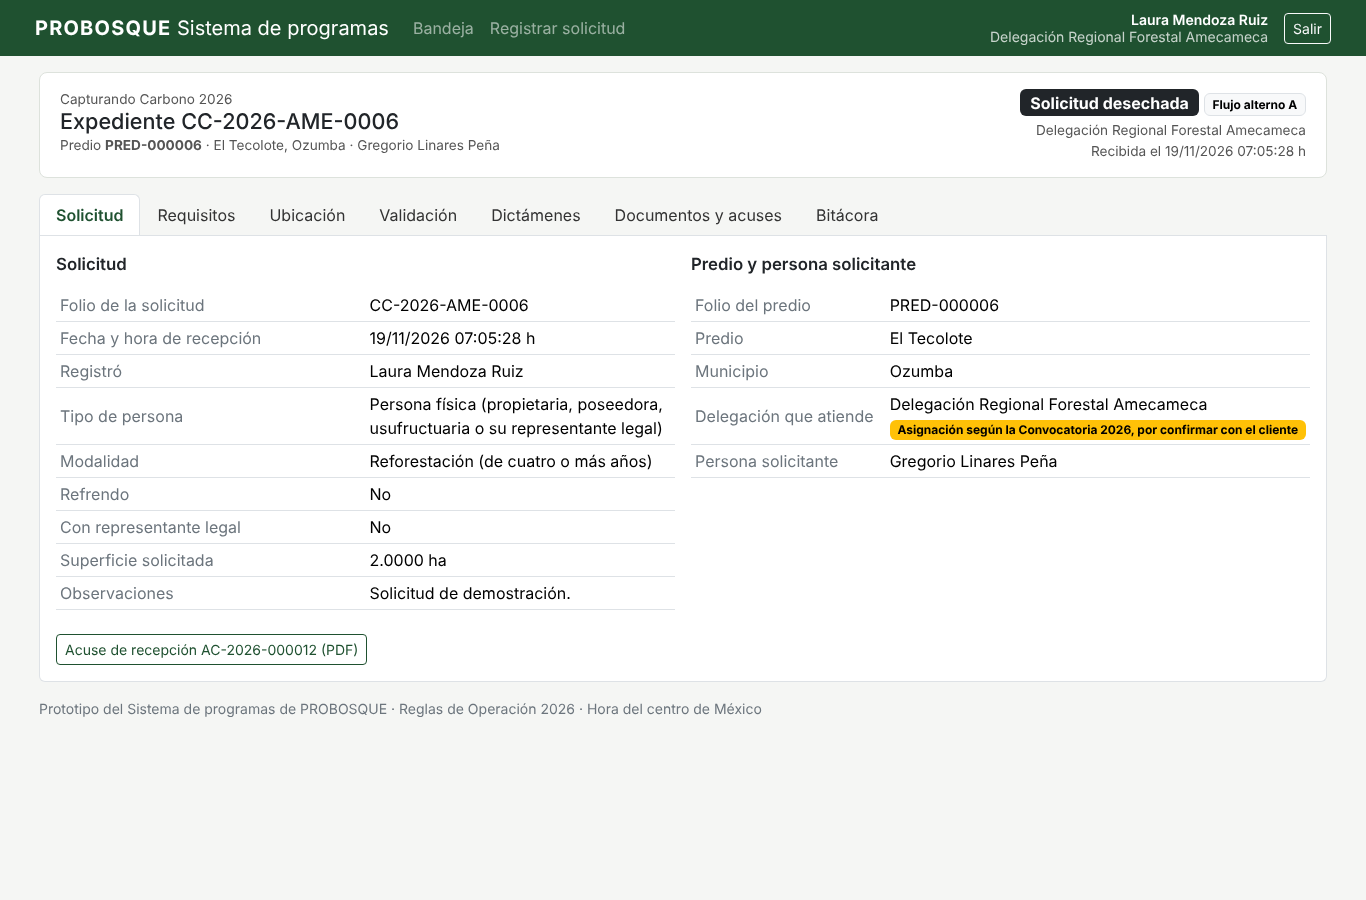 PROBOSQUE Sistema de programas
Bandeja
Registrar solicitud
Laura Mendoza Ruiz
Delegación Regional Forestal Amecameca
Salir
Capturando Carbono 2026
Expediente CC-2026-AME-0006
Predio PRED-000006 · El Tecolote, Ozumba · Gregorio Linares Peña
Solicitud desechada
Flujo alterno A
Delegación Regional Forestal Amecameca
Recibida el 19/11/2026 07:05:28 h
Solicitud
Requisitos
Ubicación
Validación
Dictámenes
Documentos y acuses
Bitácora
Solicitud
Folio de la solicitud
CC-2026-AME-0006
Fecha y hora de recepción
19/11/2026 07:05:28 h
Registró
Laura Mendoza Ruiz
Tipo de persona
Persona física (propietaria, poseedora,
usufructuaria o su representante legal)
Modalidad
Reforestación (de cuatro o más años)
Refrendo
No
Con representante legal
No
Superficie solicitada
2.0000 ha
Observaciones
Solicitud de demostración.
Acuse de recepción AC-2026-000012 (PDF)
Predio y persona solicitante
Folio del predio
PRED-000006
Predio
El Tecolote
Municipio
Ozumba
Delegación que atiende
Delegación Regional Forestal Amecameca
Asignación según la Convocatoria 2026, por confirmar con el cliente
Persona solicitante
Gregorio Linares Peña
Prototipo del Sistema de programas de PROBOSQUE · Reglas de Operación 2026 · Hora del centro de México